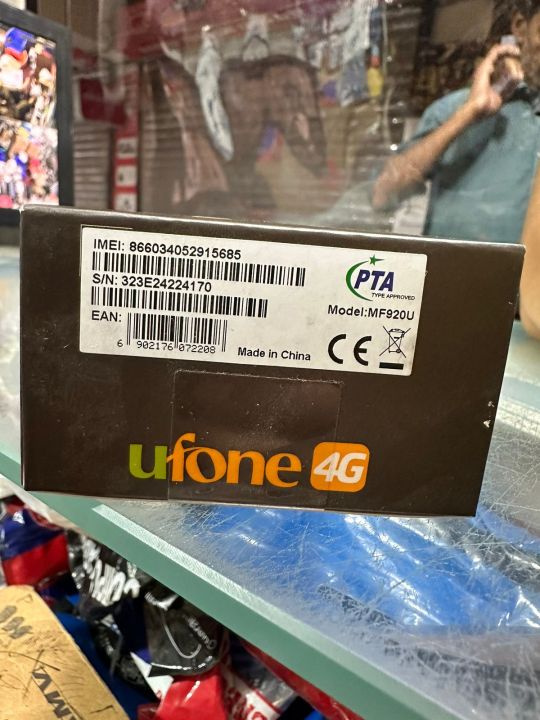 IMEI: 866034052915685
S/N: 323E24224170
EAN:
6 902176 072208
Made in China
PTA
TYPE APPROVED
Model:MF920U
CE
ufone 4G